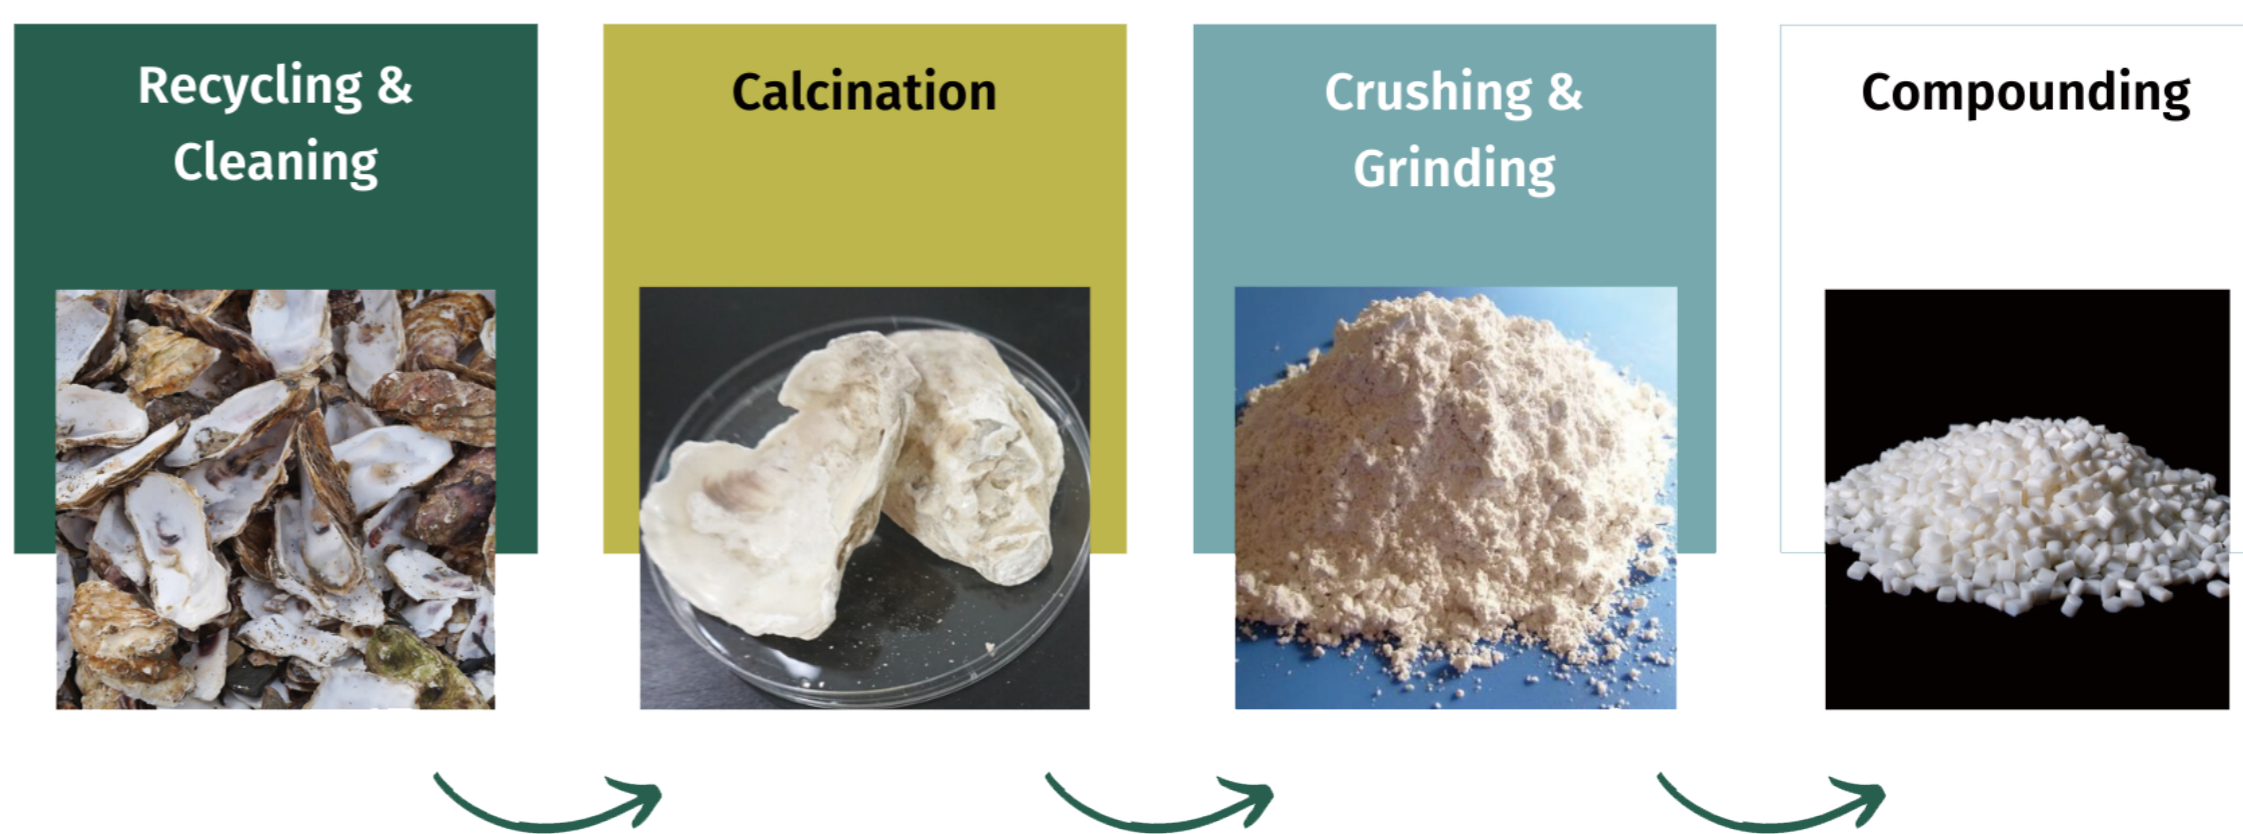 Recycling &
Cleaning
Calcination
Crushing &
Grinding
Compounding